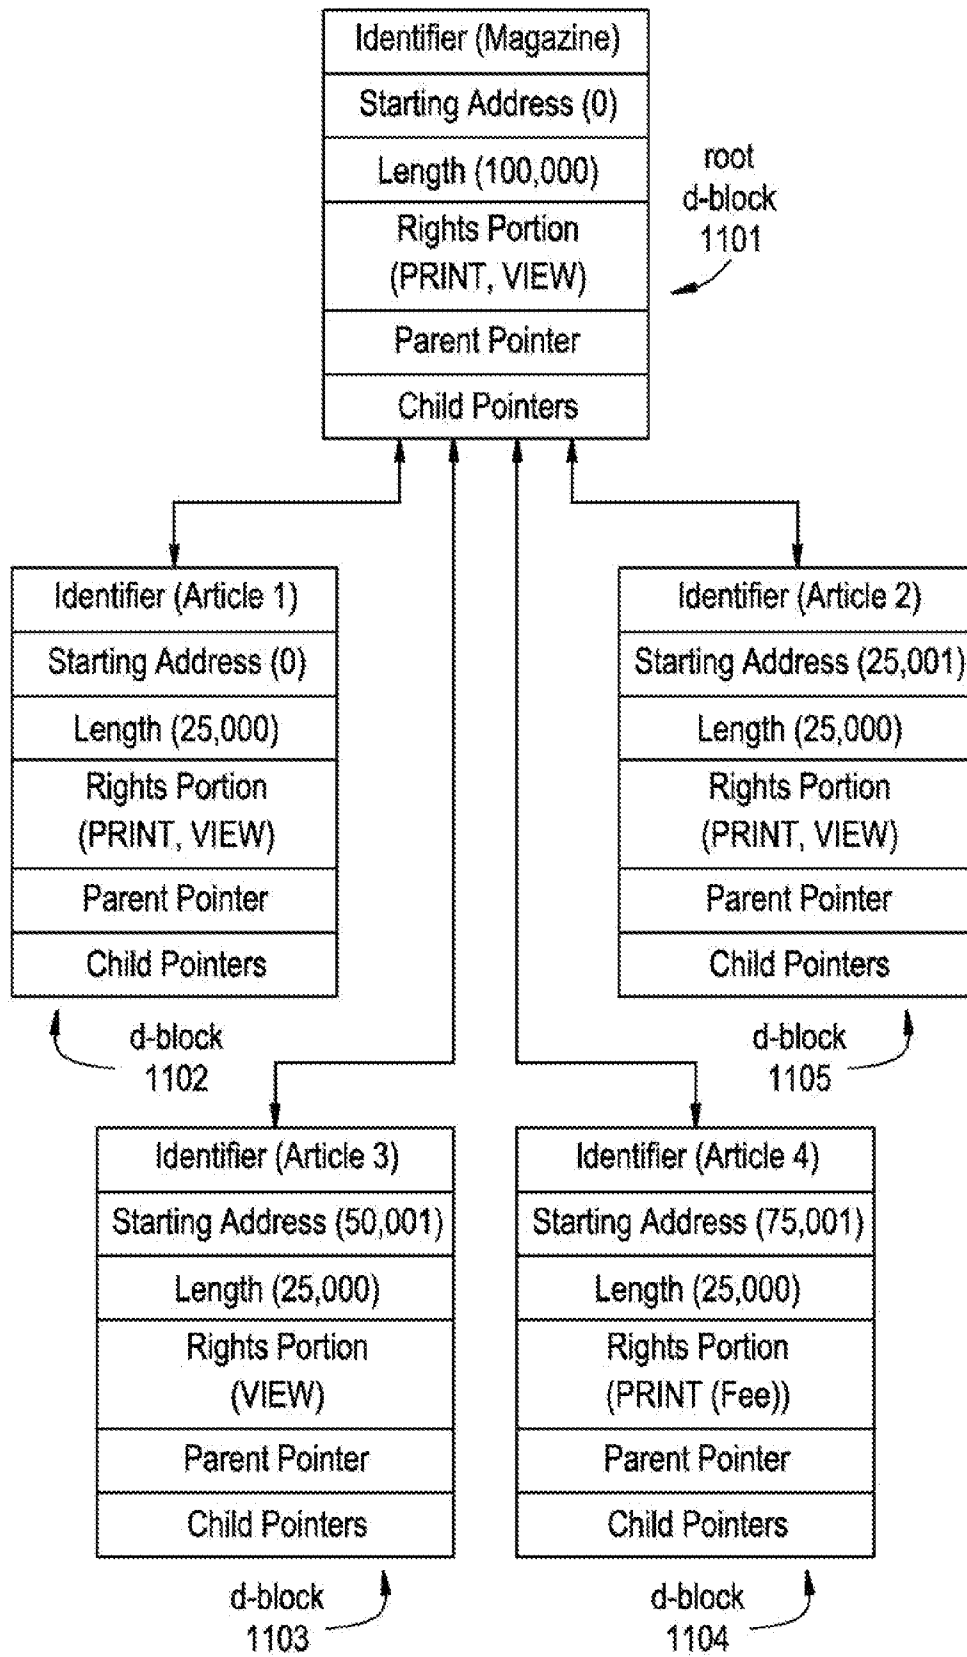 Identifier (Magazine)
Starting Address (0)
Length (100,000)
Rights Portion
(PRINT, VIEW)
Parent Pointer
Child Pointers
root
d-block
1101
Identifier (Article 1)
Starting Address (0)
Length (25,000)
Rights Portion
(PRINT, VIEW)
Parent Pointer
Child Pointers
d-block
1102
Identifier (Article 2)
Starting Address (25,001)
Length (25,000)
Rights Portion
(PRINT, VIEW)
Parent Pointer
Child Pointers
d-block
1105
Identifier (Article 3)
Starting Address (50,001)
Length (25,000)
Rights Portion
(VIEW)
Parent Pointer
Child Pointers
d-block
1103
Identifier (Article 4)
Starting Address (75,001)
Length (25,000)
Rights Portion
(PRINT (Fee))
Parent Pointer
Child Pointers
d-block
1104